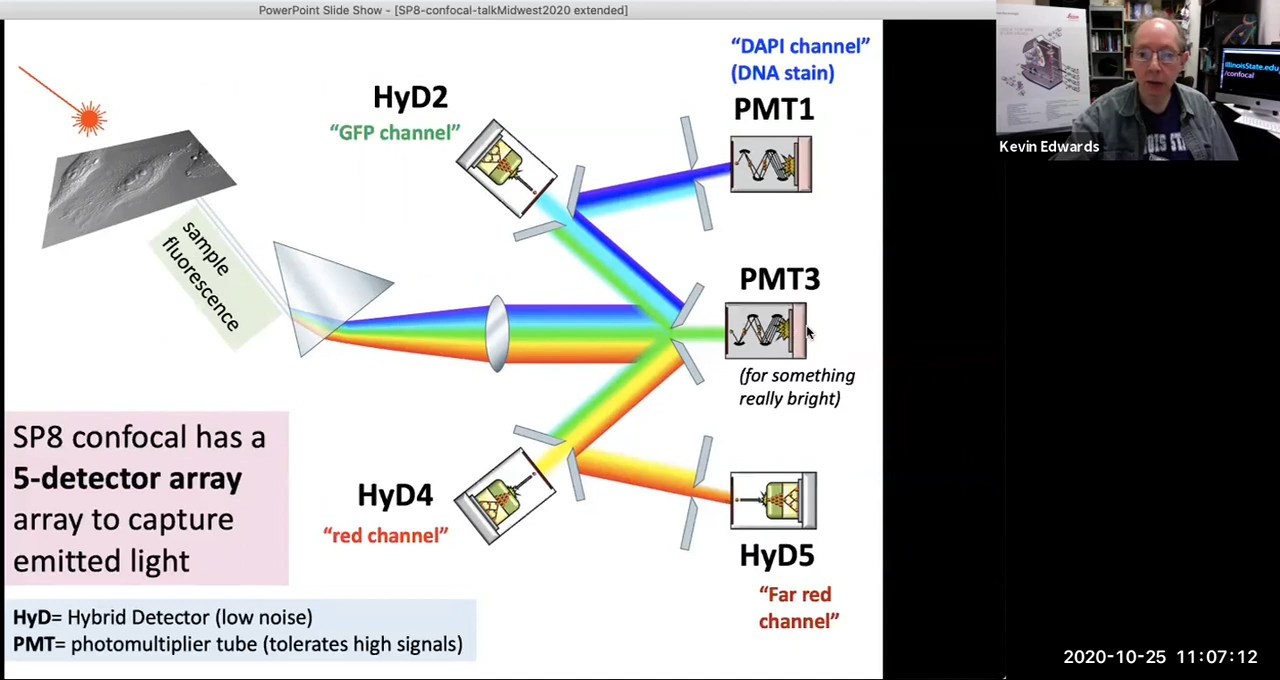 PowerPoint Slide Show - [SP8-confocal-talkMidwest2020 extended]
“DAPI channel”
(DNA stain)
HyD2
PMT1
“GFP channel”
Kevin Edwards
IllinoisState.edu
/confocal
sample
fluorescence
PMT3
(for something
really bright)
SP8 confocal has a
5-detector array
array to capture
emitted light
HyD4
“red channel”
HyD5
“Far red
channel”
HyD= Hybrid Detector (low noise)
PMT= photomultiplier tube (tolerates high signals)
2020-10-25 11:07:12